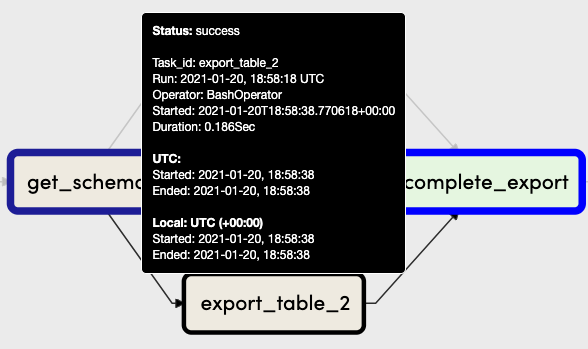 Status: success
Task_id: export_table_2
Run: 2021-01-20, 18:58:18 UTC
Operator: BashOperator
Started: 2021-01-20T18:58:38.770618+00:00
Duration: 0.186Sec
UTC:
Started: 2021-01-20, 18:58:38
Ended: 2021-01-20, 18:58:38
Local: UTC (+00:00)
Started: 2021-01-20, 18:58:38
Ended: 2021-01-20, 18:58:38
get_schema
complete_export
export_table_2